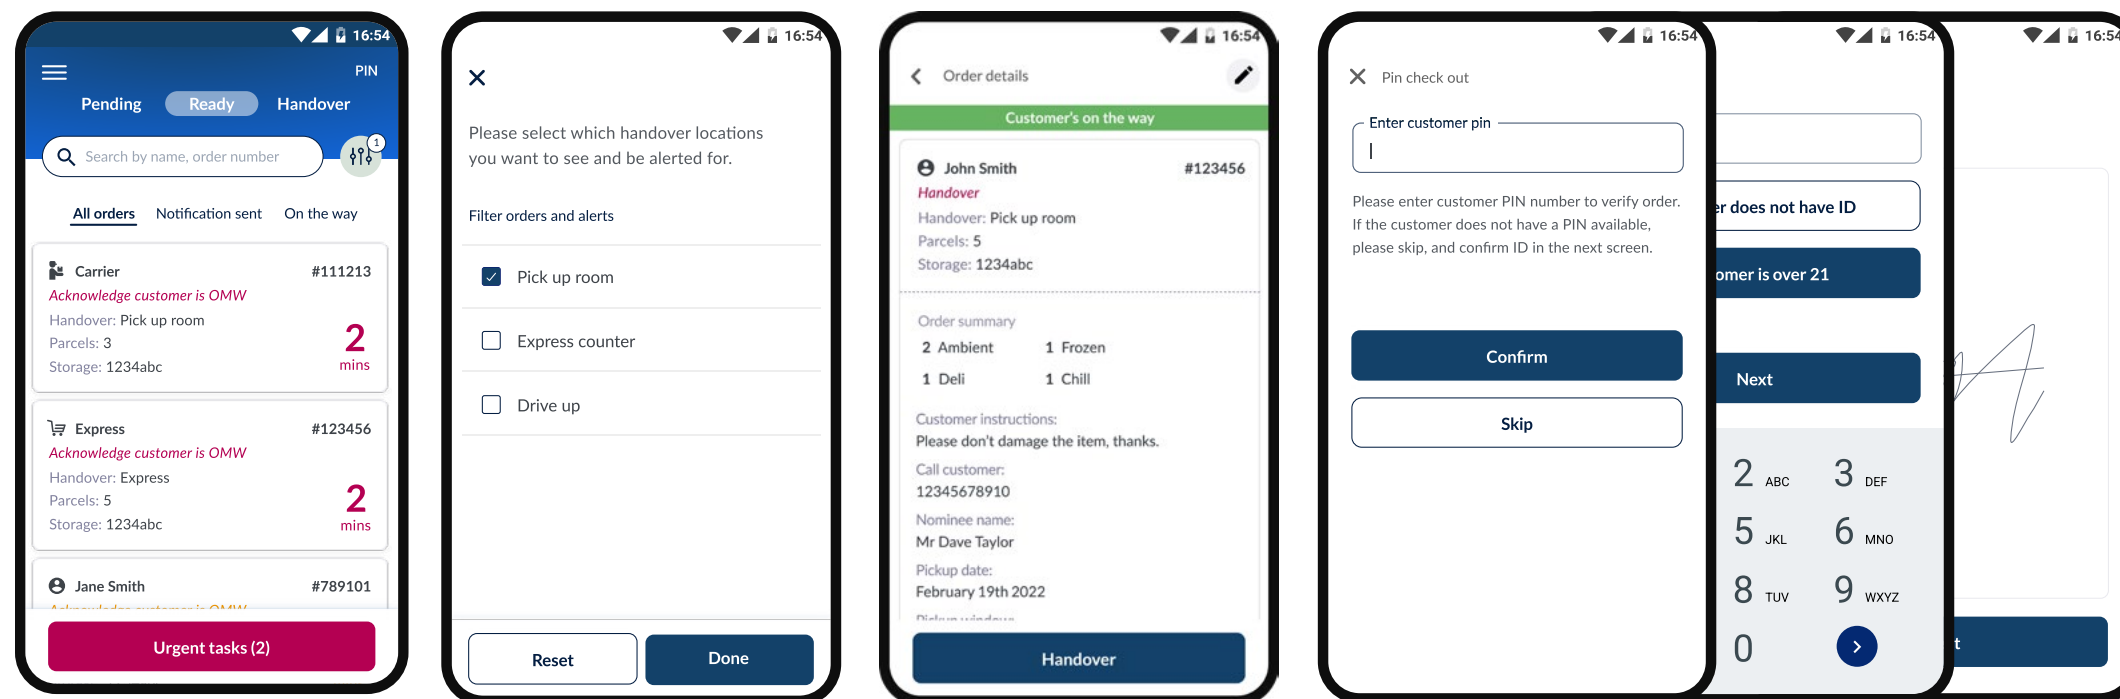 16:54
PIN
Pending Ready Handover
Search by name, order number
1
All orders Notification sent On the way
Carrier #111213
Acknowledge customer is OMW
Handover: Pick up room
Parcels: 3
Storage: 1234abc
2
mins
Express #123456
Acknowledge customer is OMW
Handover: Express
Parcels: 5
Storage: 1234abc
2
mins
Jane Smith #789101
Acknowledge customer is OMW
Urgent tasks (2)
16:54
Please select which handover locations
you want to see and be alerted for.
Filter orders and alerts
Pick up room
Express counter
Drive up
Reset Done
16:54
Order details
Customer's on the way
John Smith #123456
Handover
Handover: Pick up room
Parcels: 5
Storage: 1234abc
Order summary
2 Ambient 1 Frozen
1 Deli 1 Chill
Customer instructions:
Please don't damage the item, thanks.
Call customer:
12345678910
Nominee name:
Mr Dave Taylor
Pickup date:
February 19th 2022
Pickup window:
Handover
16:54
Pin check out
Enter customer pin
Please enter customer PIN number to verify order.
If the customer does not have a PIN available,
please skip, and confirm ID in the next screen.
Confirm
Skip
16:54
er does not have ID
omer is over 21
Next
2 ABC 3 DEF
5 JKL 6 MNO
8 TUV 9 WXYZ
0
16:54
t